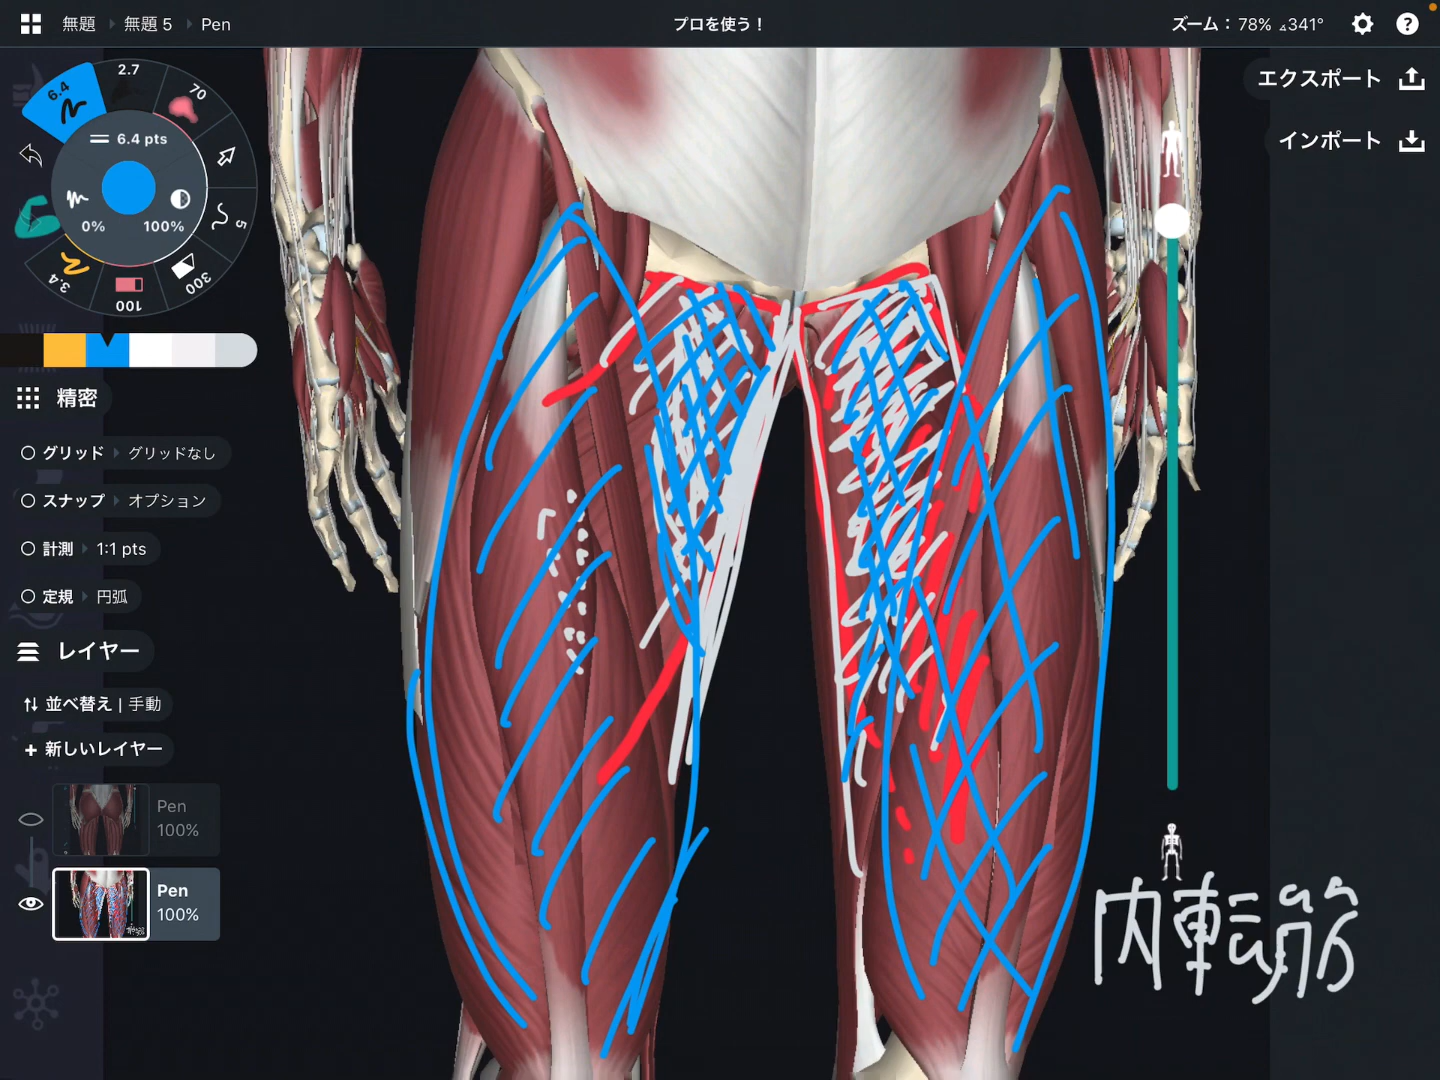 無題 › 無題 5 › Pen
プロを使う！
ズーム： 78% ⊿341°
エクスポート
インポート
2.7
6.4
70
6.4 pts
0%
100%
5
300
100
3.4
精密
グリッド › グリッドなし
スナップ › オプション
計測 › 1:1 pts
定規 › 円弧
レイヤー
並べ替え | 手動
+ 新しいレイヤー
Pen
100%
Pen
100%
内転筋